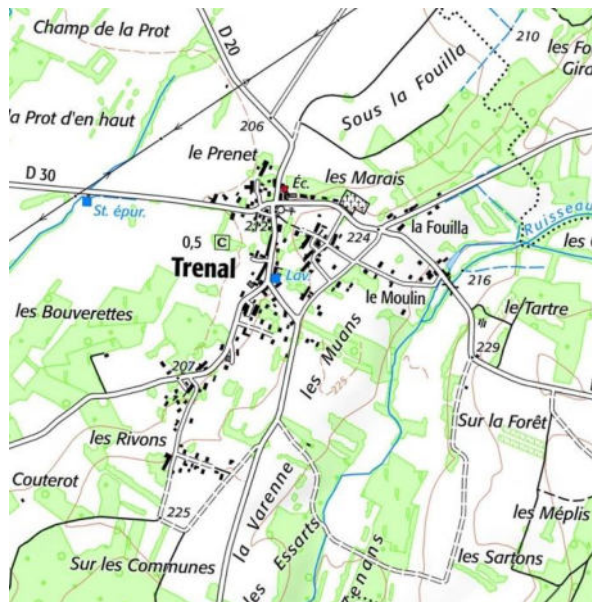 Champ de la Prot
D 20
210
les Fo
Gira
Sous la Fouilla
la Prot d'en haut
206
le Prenet
D 30
Éc.
les Marais
St. épur.
212
224
la Fouilla
Ruisseau
0,5
C
Trenal
Lav.
le Moulin
216
les
les Bouverettes
le Tartre
207
les Muans
225
229
les Rivons
Sur la Forêt
Couterot
225
la Varenne
les Méplis
Sur les Communes
les Essarts
Tenans
les Sartons